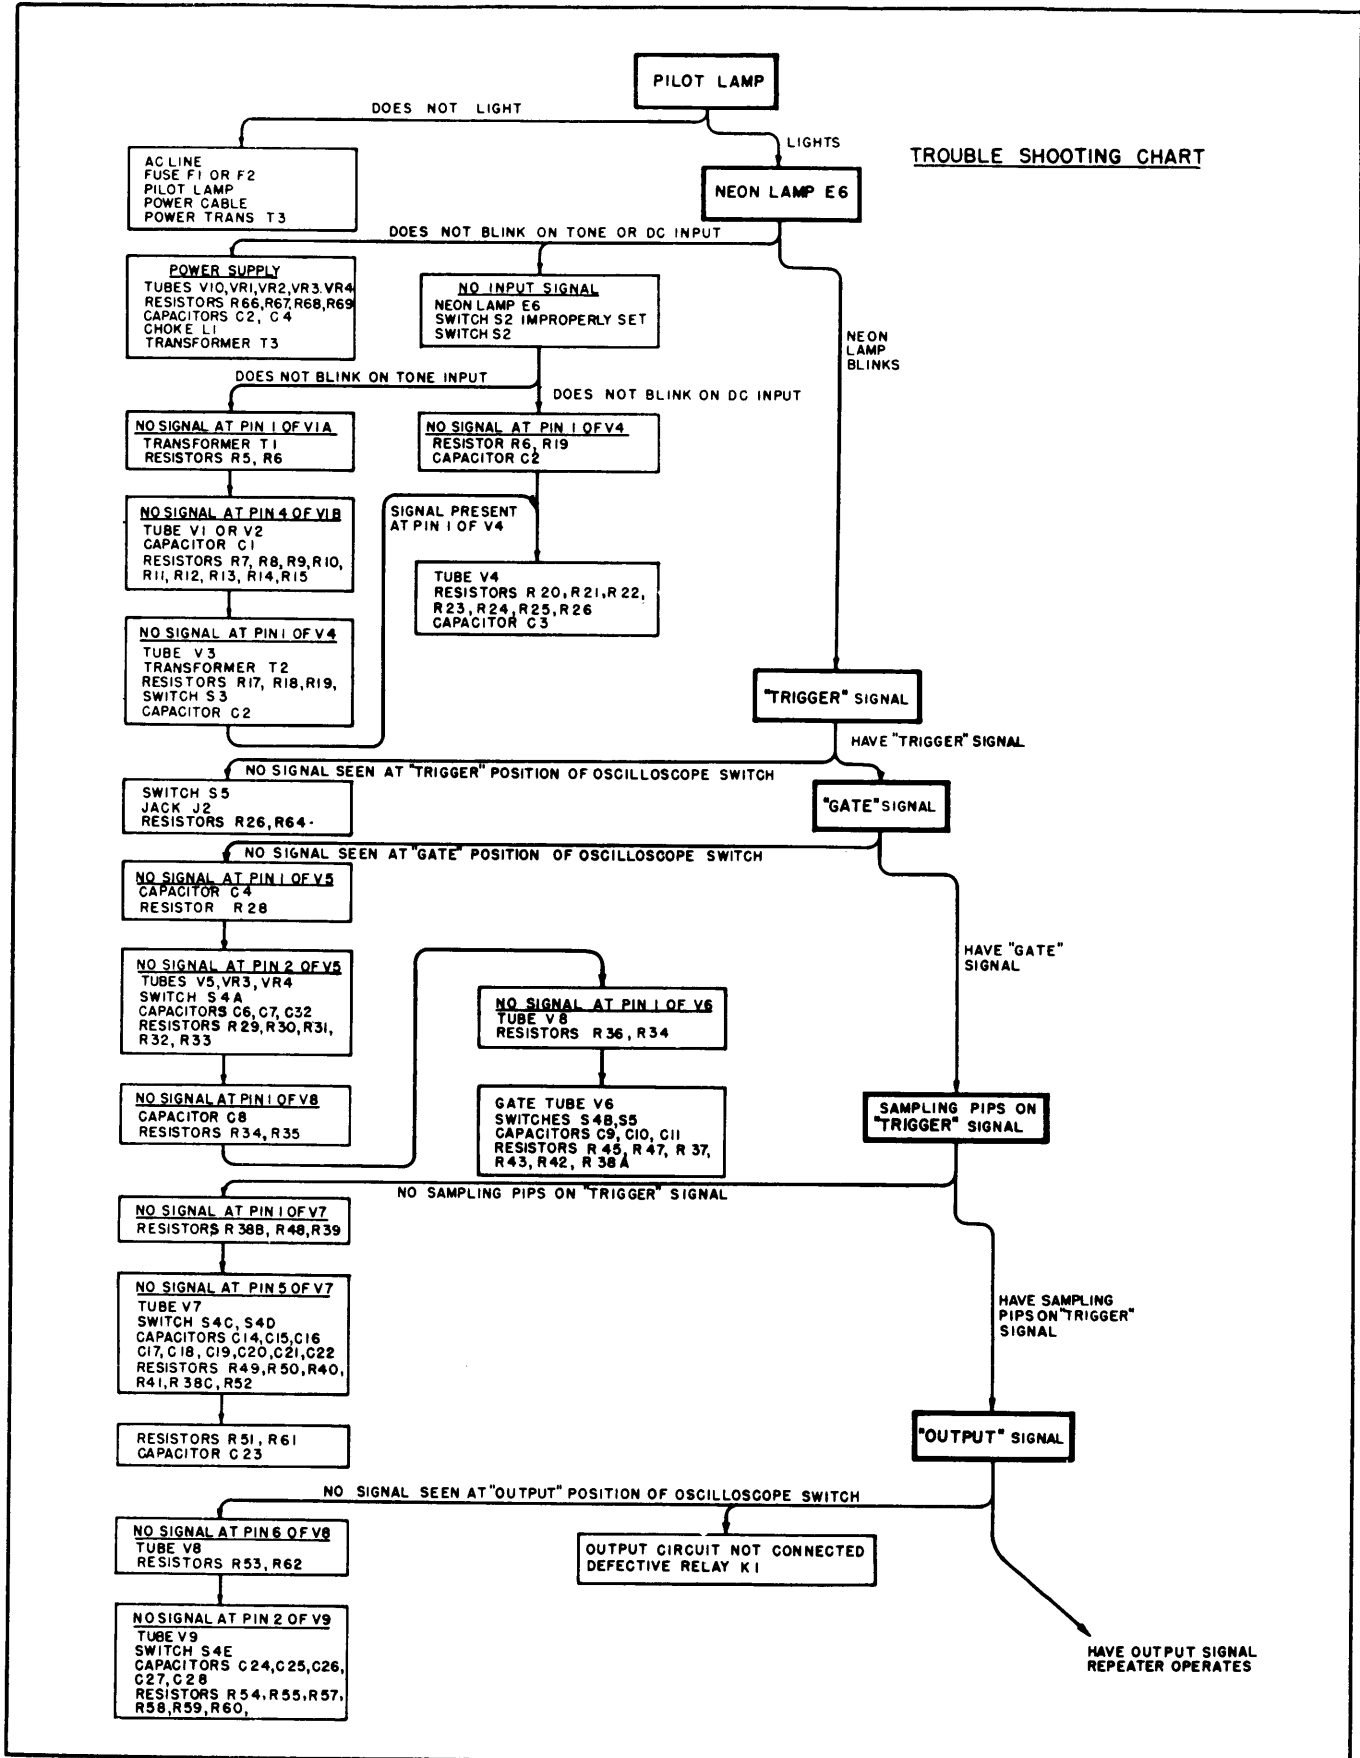 PILOT LAMP
DOES NOT LIGHT
LIGHTS
TROUBLE SHOOTING CHART
AC LINE
FUSE F1 OR F2
PILOT LAMP
POWER CABLE
POWER TRANS T3
NEON LAMP E6
DOES NOT BLINK ON TONE OR DC INPUT
POWER SUPPLY
TUBES V10,VR1,VR2,VR3.VR4
RESISTORS R66,R67,R68,R69
CAPACITORS C2, C4
CHOKE L1
TRANSFORMER T3
NO INPUT SIGNAL
NEON LAMP E6
SWITCH S2 IMPROPERLY SET
SWITCH S2
NEON
LAMP
BLINKS
DOES NOT BLINK ON TONE INPUT
DOES NOT BLINK ON DC INPUT
NO SIGNAL AT PIN 1 OF V1A
TRANSFORMER T1
RESISTORS R5, R6
NO SIGNAL AT PIN 1 OF V4
RESISTOR R6, R19
CAPACITOR C2
SIGNAL PRESENT
AT PIN 1 OF V4
NO SIGNAL AT PIN 4 OF V1B
TUBE V1 OR V2
CAPACITOR C1
RESISTORS R7, R8, R9, R10,
R11, R12, R13, R14, R15
TUBE V4
RESISTORS R20, R21, R22,
R23, R24, R25, R26
CAPACITOR C3
NO SIGNAL AT PIN 1 OF V4
TUBE V3
TRANSFORMER T2
RESISTORS R17, R18, R19,
SWITCH S3
CAPACITOR C2
"TRIGGER" SIGNAL
HAVE "TRIGGER" SIGNAL
NO SIGNAL SEEN AT "TRIGGER" POSITION OF OSCILLOSCOPE SWITCH
SWITCH S5
JACK J2
RESISTORS R26, R64.
"GATE" SIGNAL
NO SIGNAL SEEN AT "GATE" POSITION OF OSCILLOSCOPE SWITCH
NO SIGNAL AT PIN 1 OF V5
CAPACITOR C4
RESISTOR R28
HAVE "GATE"
SIGNAL
NO SIGNAL AT PIN 2 OF V5
TUBES V5, VR3, VR4
SWITCH S4A
CAPACITORS C6, C7, C32
RESISTORS R29, R30, R31,
R32, R33
NO SIGNAL AT PIN 1 OF V6
TUBE V8
RESISTORS R36, R34
NO SIGNAL AT PIN 1 OF V8
CAPACITOR C8
RESISTORS R34, R35
GATE TUBE V6
SWITCHES S4B, S5
CAPACITORS C9, C10, C11
RESISTORS R45, R47, R37,
R43, R42, R38A
SAMPLING PIPS ON
"TRIGGER" SIGNAL
NO SAMPLING PIPS ON "TRIGGER" SIGNAL
NO SIGNAL AT PIN 1 OF V7
RESISTORS R38B, R48, R39
NO SIGNAL AT PIN 5 OF V7
TUBE V7
SWITCH S4C, S4D
CAPACITORS C14, C15, C16
C17, C18, C19, C20, C21, C22
RESISTORS R49, R50, R40,
R41, R38C, R52
HAVE SAMPLING
PIPS ON "TRIGGER"
SIGNAL
RESISTORS R51, R61
CAPACITOR C23
"OUTPUT" SIGNAL
NO SIGNAL SEEN AT "OUTPUT" POSITION OF OSCILLOSCOPE SWITCH
NO SIGNAL AT PIN 6 OF V8
TUBE V8
RESISTORS R53, R62
OUTPUT CIRCUIT NOT CONNECTED
DEFECTIVE RELAY K1
NO SIGNAL AT PIN 2 OF V9
TUBE V9
SWITCH S4E
CAPACITORS C24, C25, C26,
C27, C28
RESISTORS R54, R55, R57,
R58, R59, R60,
HAVE OUTPUT SIGNAL
REPEATER OPERATES